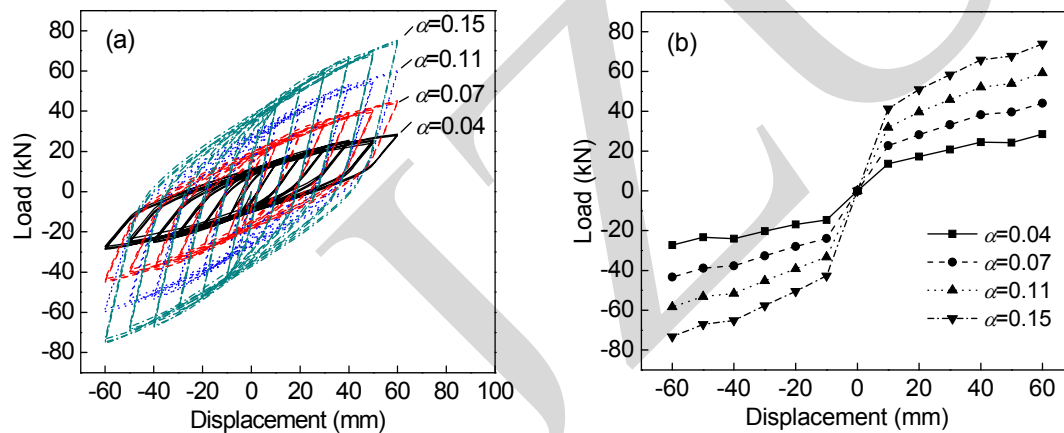 (a)
α=0.15
α=0.11
α=0.07
α=0.04
80
60
40
20
0
-20
-40
-60
-80
Load (kN)
-60 -40 -20 0 20 40 60 80 100
Displacement (mm)
(b)
80
60
40
20
0
-20
-40
-60
-80
Load (kN)
α=0.04
α=0.07
α=0.11
α=0.15
-60 -40 -20 0 20 40 60
Displacement (mm)